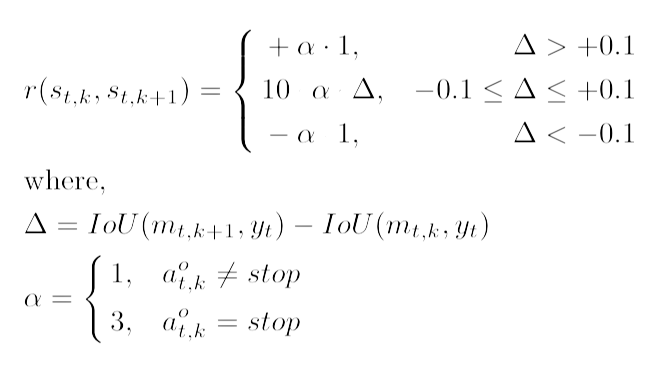 r(s_{t,k}, s_{t,k+1}) = { + α · 1, Δ > +0.1
10 α Δ, −0.1 ≤ Δ ≤ +0.1
− α 1, Δ < −0.1
where,
Δ = IoU(m_{t,k+1}, y_t) − IoU(m_{t,k}, y_t)
α = { 1, a^o_{t,k} ≠ stop
3, a^o_{t,k} = stop